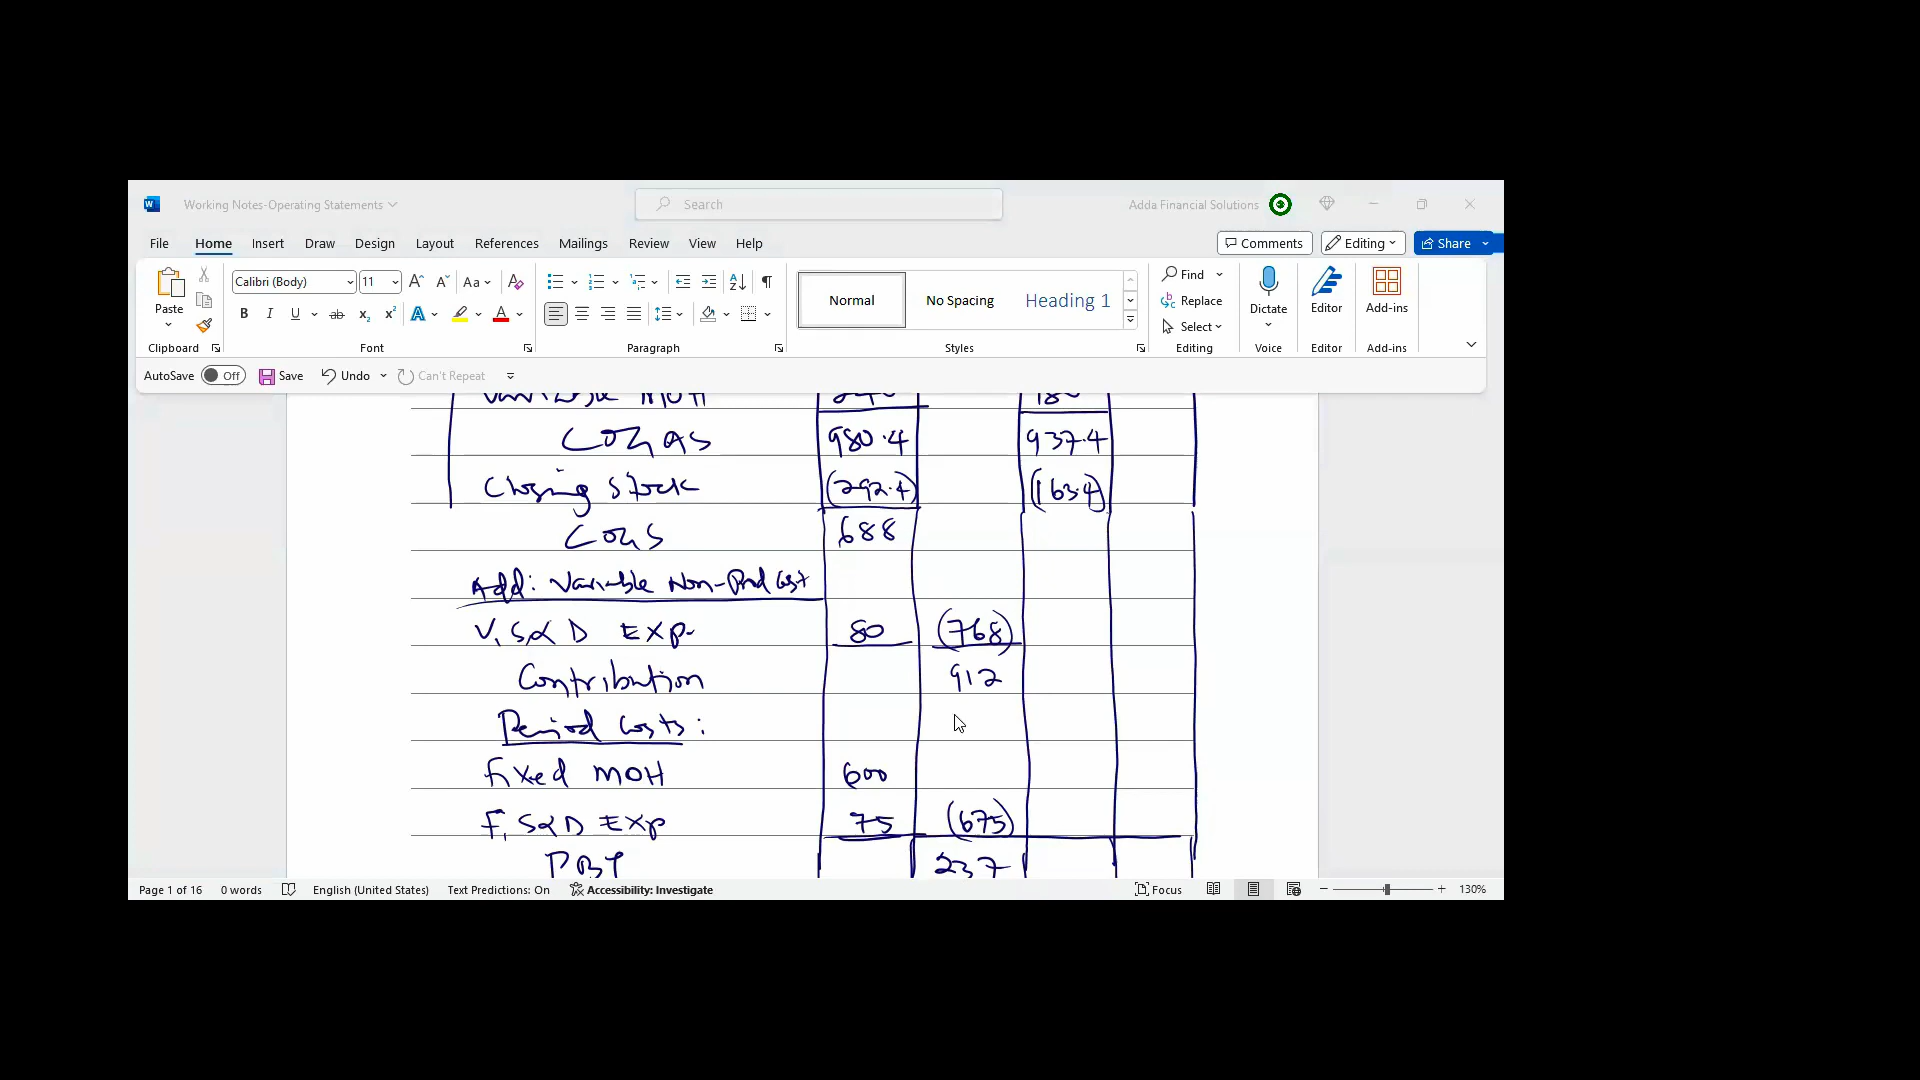 Working Notes-Operating Statements
Search
Adda Financial Solutions
File Home Insert Draw Design Layout References Mailings Review View Help
Comments Editing Share
Paste
Calibri (Body) 11 Aa
Normal No Spacing Heading 1
Find
Replace
Select
Dictate
Editor
Add-ins
Clipboard Font Paragraph Styles Editing Voice Editor Add-ins
AutoSave Off Save Undo Can't Repeat
Variable MOH 240 180
COGAS 980.4 937.4
Closing Stock (292.4) (163.4)
COGS 688
Add: Variable Non-Prod Cost
V, S&D Exp. 80 (768)
Contribution 912
Period Costs:
Fixed MOH 600
F, S&D Exp 75 (675)
PBT 237
Page 1 of 16 0 words English (United States) Text Predictions: On Accessibility: Investigate Focus 130%